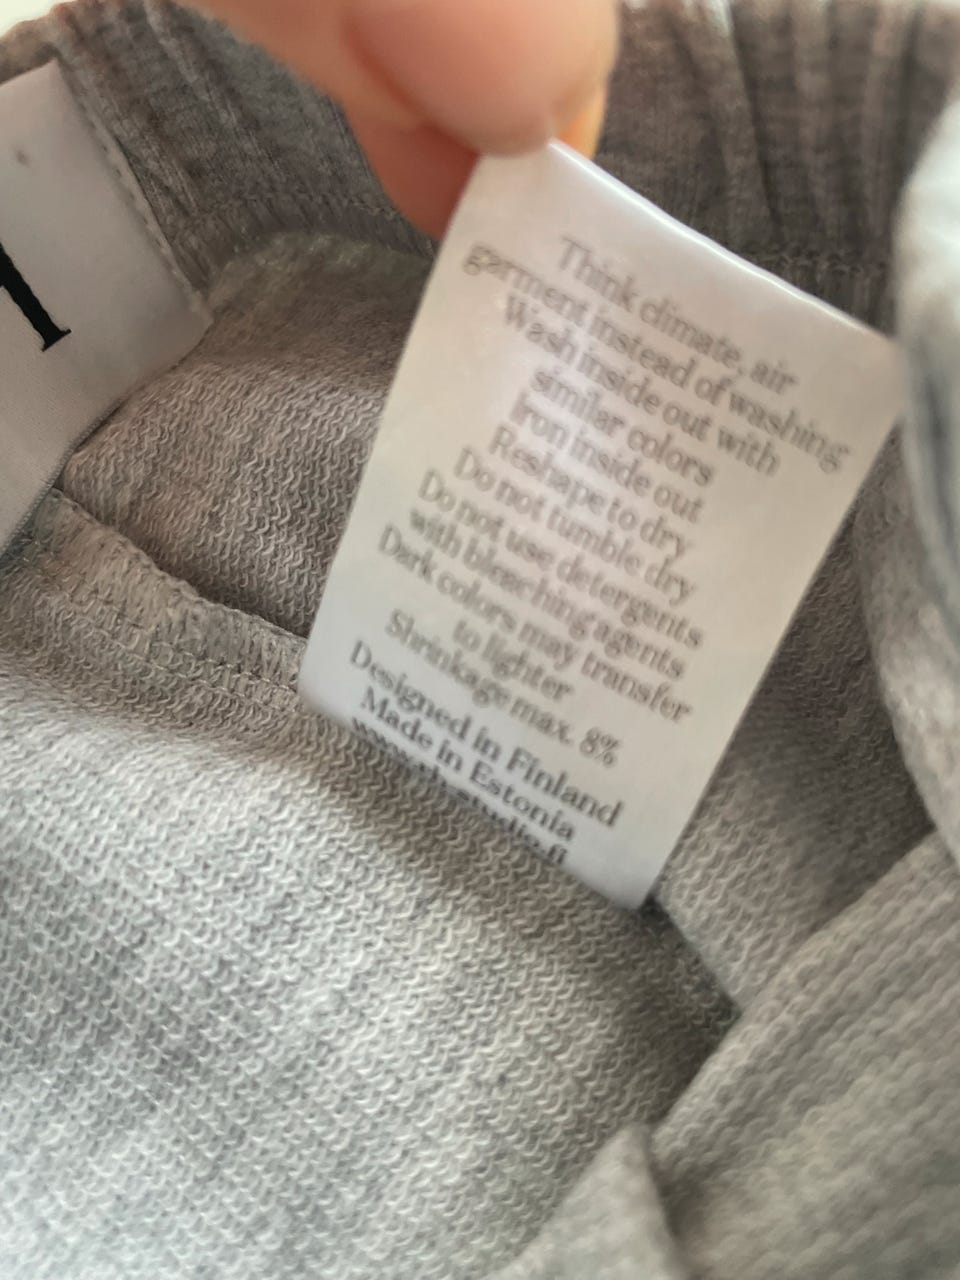 Think climate, air
garment instead of washing
Wash inside out with
similar colors
Iron inside out
Reshape to dry
Do not tumble dry
Do not use detergents
with bleaching agents
Dark colors may transfer
to lighter
Shrinkage max. 8%
Designed in Finland
Made in Estonia